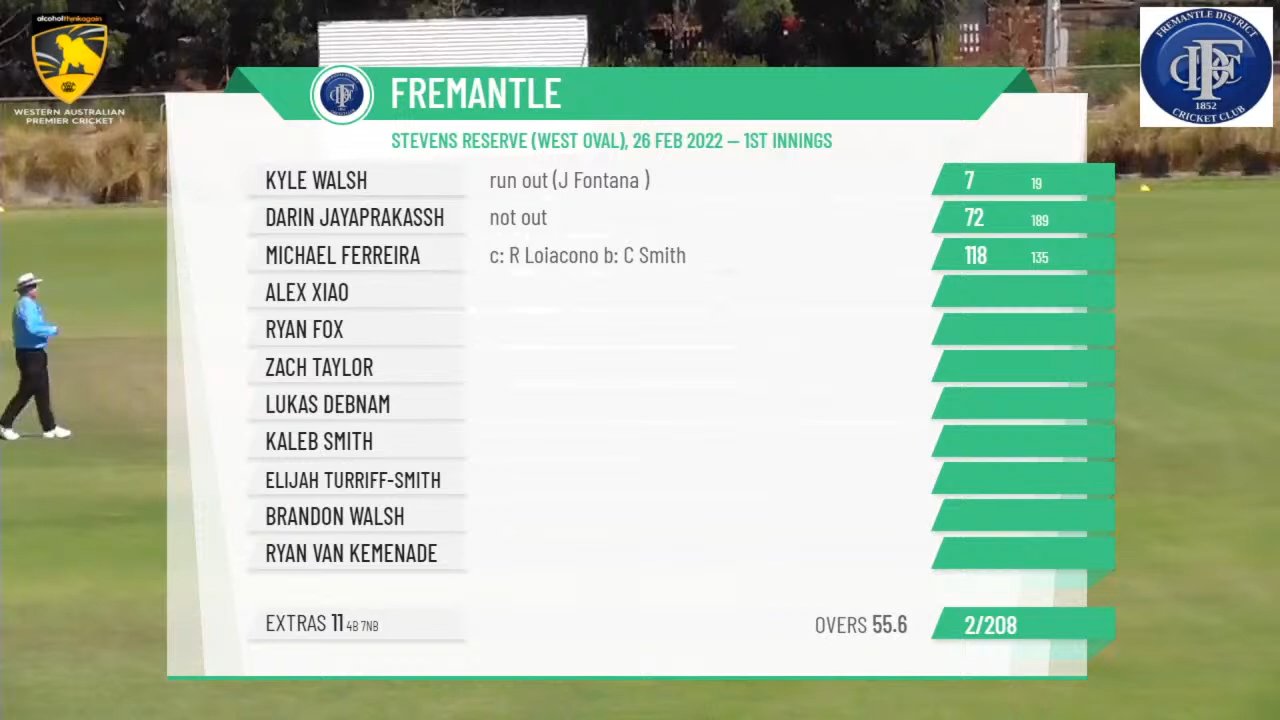 alcoholthinkagain
WESTERN AUSTRALIAN
PREMIER CRICKET
FREMANTLE DISTRICT
FDCC
1852
CRICKET CLUB
FREMANTLE
STEVENS RESERVE (WEST OVAL), 26 FEB 2022 – 1ST INNINGS
KYLE WALSH run out (J Fontana ) 7 19
DARIN JAYAPRAKASSH not out 72 189
MICHAEL FERREIRA c: R Loiacono b: C Smith 118 135
ALEX XIAO
RYAN FOX
ZACH TAYLOR
LUKAS DEBNAM
KALEB SMITH
ELIJAH TURRIFF-SMITH
BRANDON WALSH
RYAN VAN KEMENADE
EXTRAS 11 4B 7NB OVERS 55.6 2/208